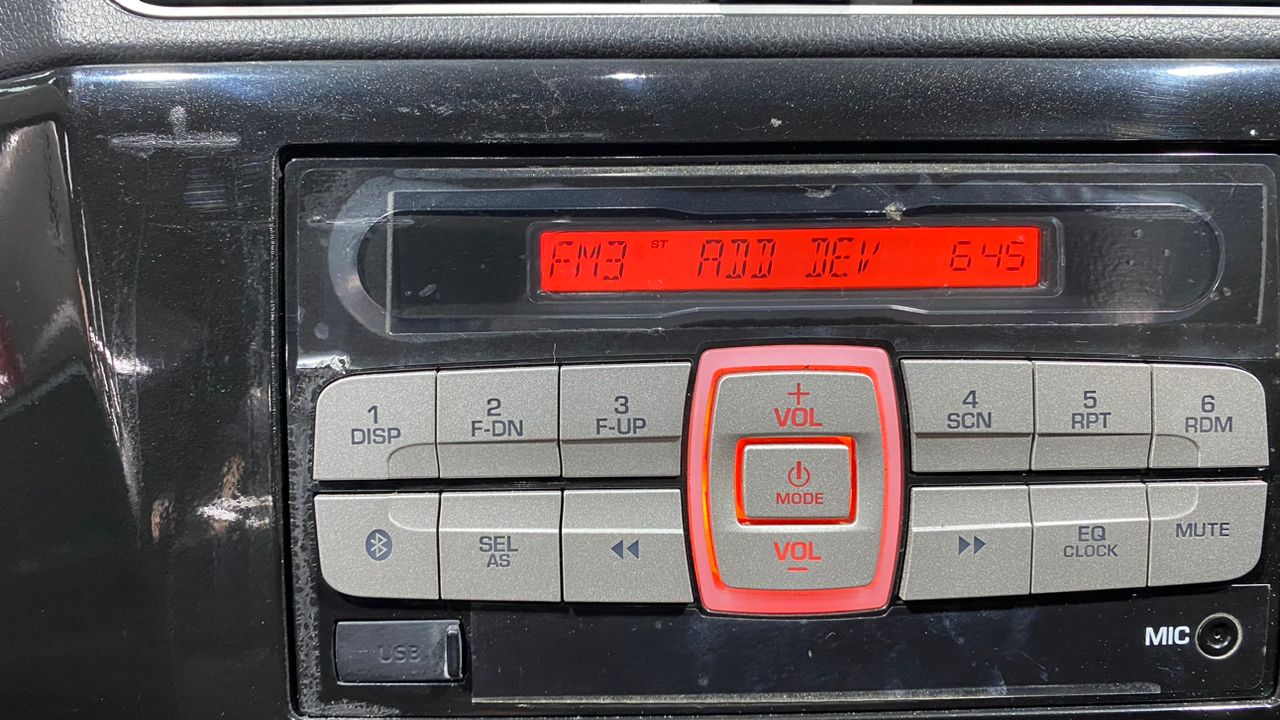 FM3 ST ADD DEV 645
1
DISP
2
F-DN
3
F-UP
+
VOL
4
SCN
5
RPT
6
RDM
MODE
SEL
AS
VOL
−
EQ
CLOCK
MUTE
USB
MIC